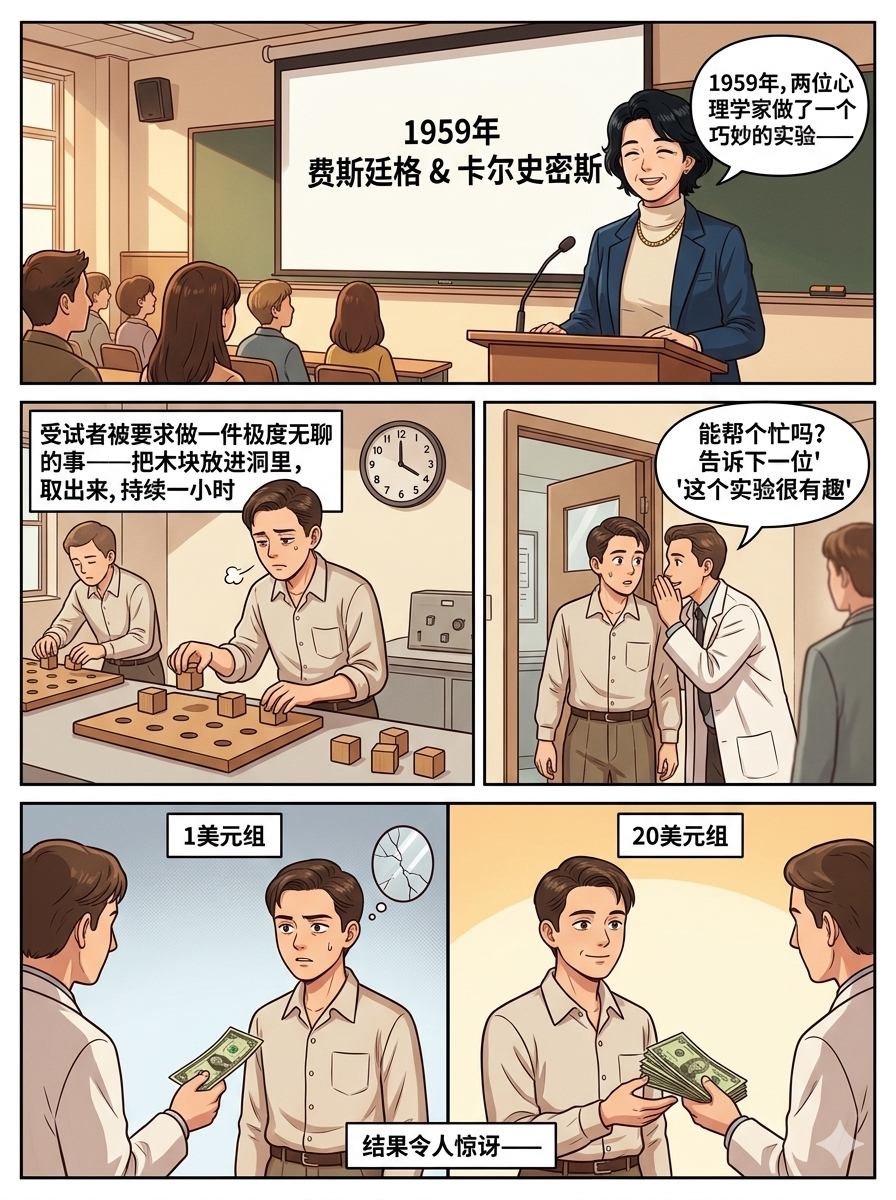 1959年
费斯廷格 & 卡尔史密斯
1959年, 两位心
理学家做了一个
巧妙的实验——
受试者被要求做一件极度无聊
的事——把木块放进洞里，
取出来, 持续一小时
能帮个忙吗?
告诉下一位'
'这个实验很有趣'
1美元组
20美元组
结果令人惊讶——